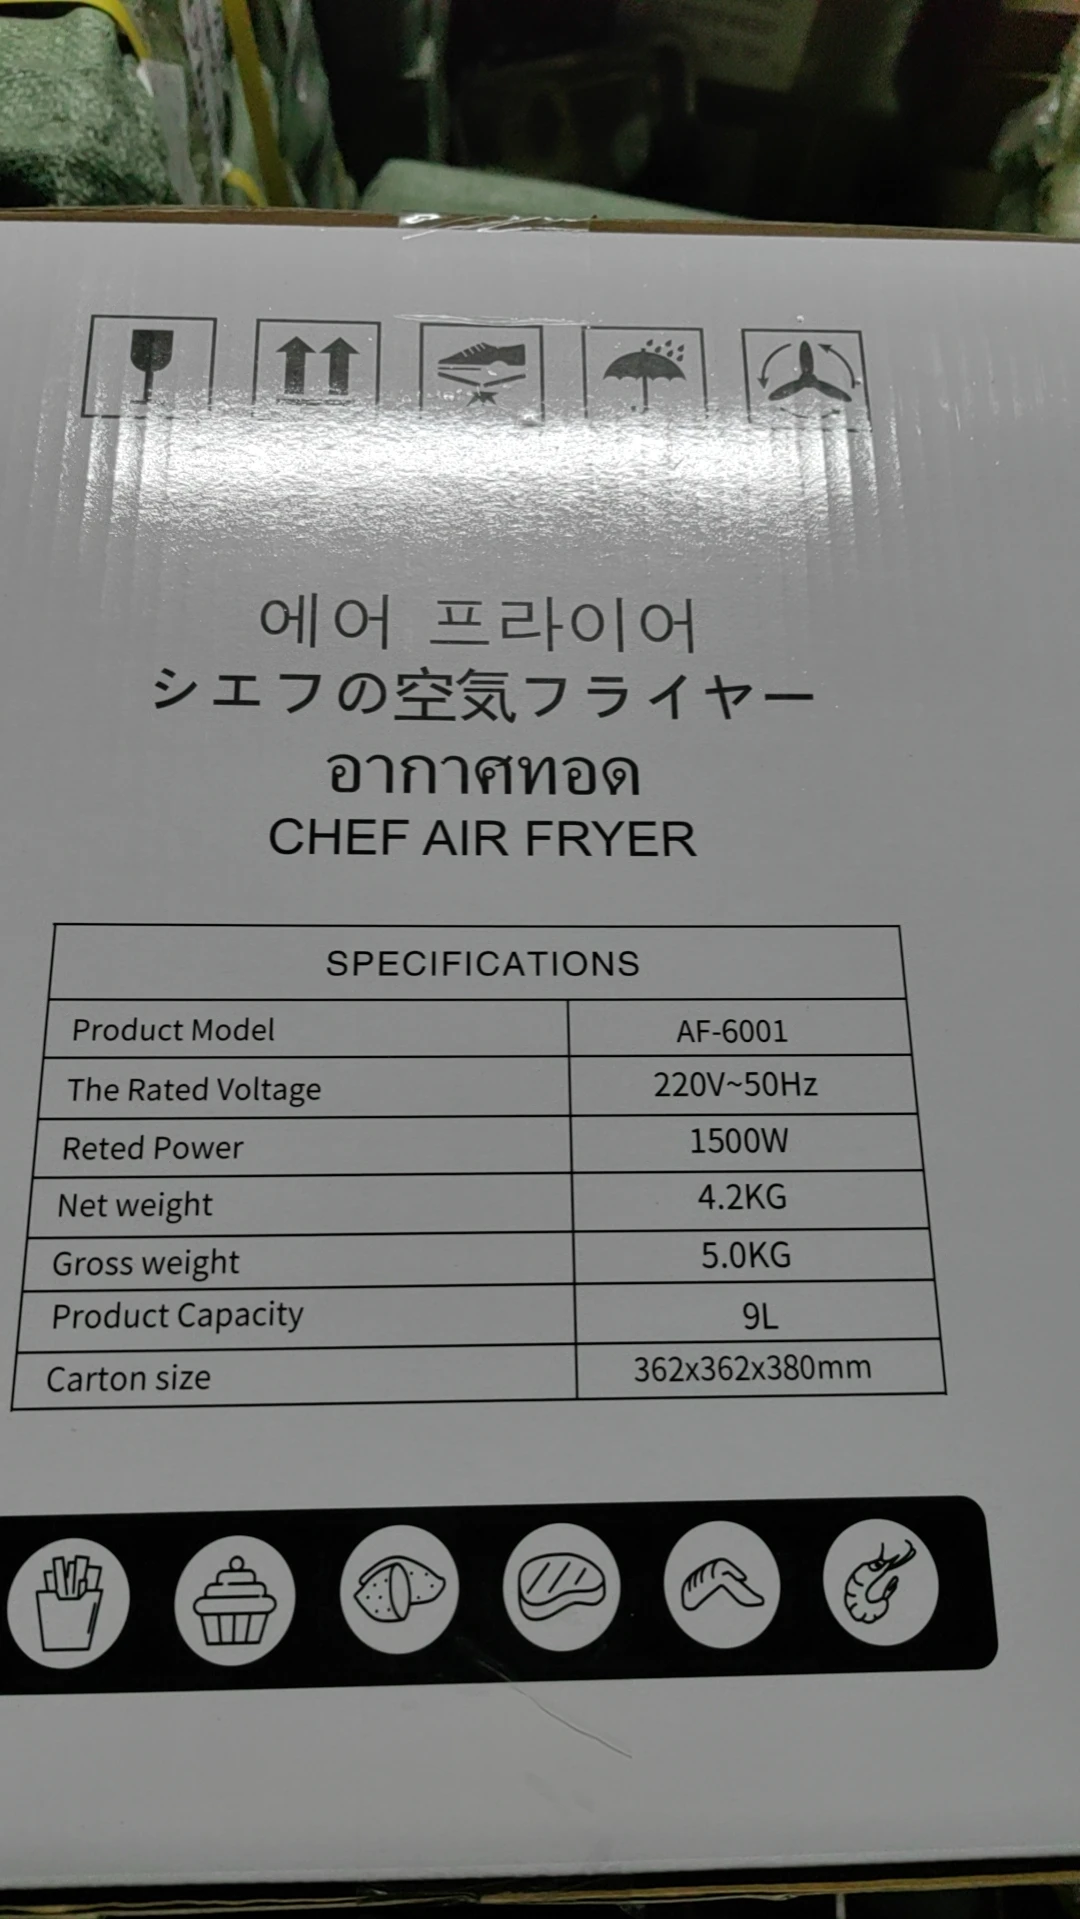 에어 프라이어
シエフの空気フライヤー
อากาศทอด
CHEF AIR FRYER
SPECIFICATIONS
Product Model AF-6001
The Rated Voltage 220V~50Hz
Reted Power 1500W
Net weight 4.2KG
Gross weight 5.0KG
Product Capacity 9L
Carton size 362x362x380mm